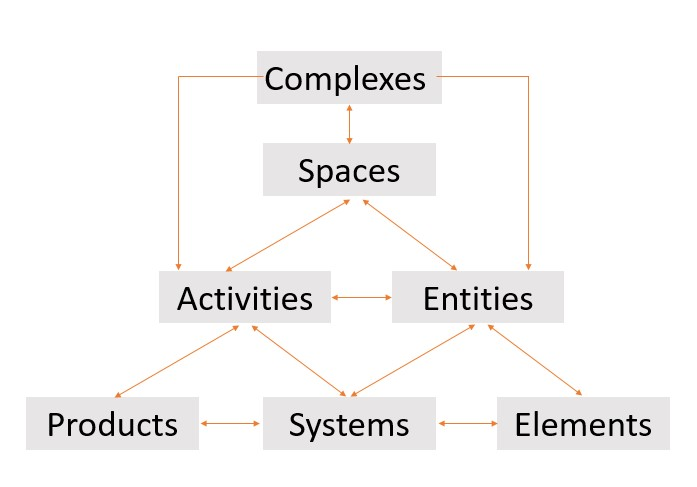 Complexes
Spaces
Activities
Entities
Products
Systems
Elements